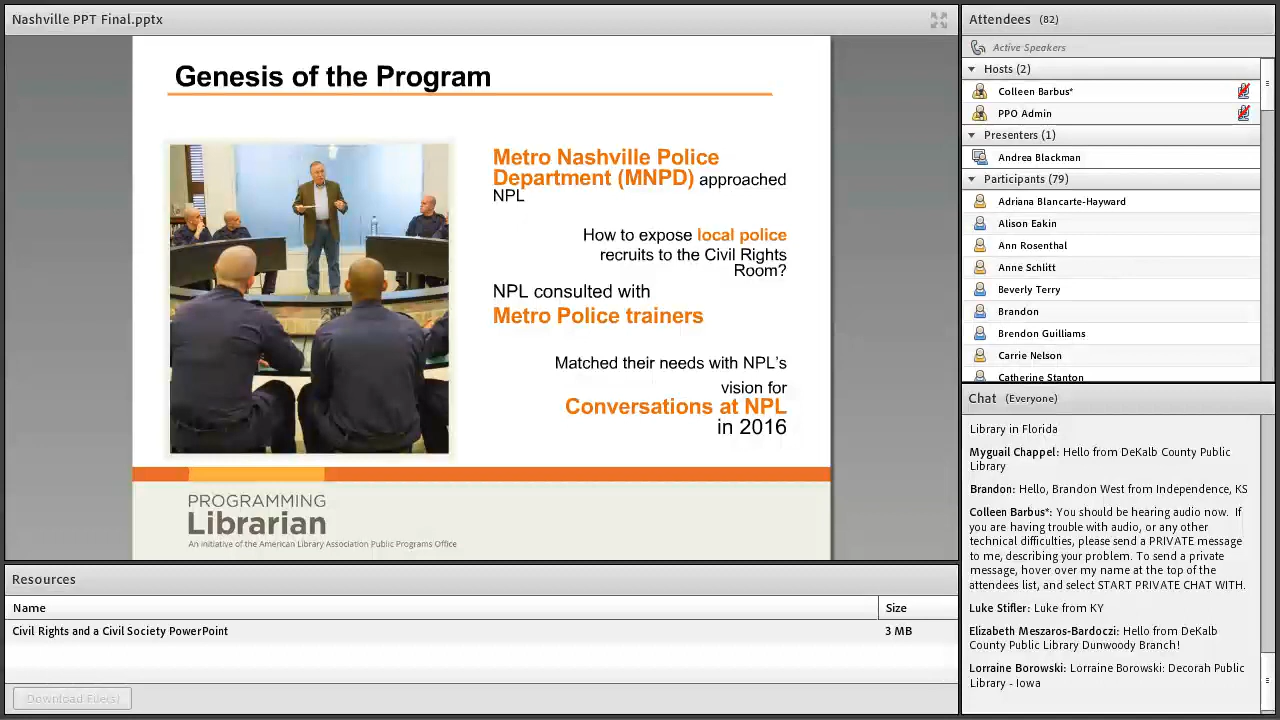 Nashville PPT Final.pptx
Genesis of the Program
Metro Nashville Police
Department (MNPD) approached
NPL
How to expose local police
recruits to the Civil Rights
Room?
NPL consulted with
Metro Police trainers
Matched their needs with NPL's
vision for
Conversations at NPL
in 2016
PROGRAMMING
Librarian
An initiative of the American Library Association Public Programs Office
Resources
Name Size
Civil Rights and a Civil Society PowerPoint 3 MB
Download File(s)
Attendees (82)
Active Speakers
Hosts (2)
Colleen Barbus*
PPO Admin
Presenters (1)
Andrea Blackman
Participants (79)
Adriana Blancarte-Hayward
Alison Eakin
Ann Rosenthal
Anne Schlitt
Beverly Terry
Brandon
Brendon Guilliams
Carrie Nelson
Catherine Stanton
Chat (Everyone)
Library in Florida
Myguail Chappel: Hello from DeKalb County Public
Library
Brandon: Hello, Brandon West from Independence, KS
Colleen Barbus*: You should be hearing audio now. If
you are having trouble with audio, or any other
technical difficulties, please send a PRIVATE message
to me, describing your problem. To send a private
message, hover over my name at the top of the
attendees list, and select START PRIVATE CHAT WITH.
Luke Stifler: Luke from KY
Elizabeth Meszaros-Bardoczi: Hello from DeKalb
County Public Library Dunwoody Branch!
Lorraine Borowski: Lorraine Borowski: Decorah Public
Library - Iowa